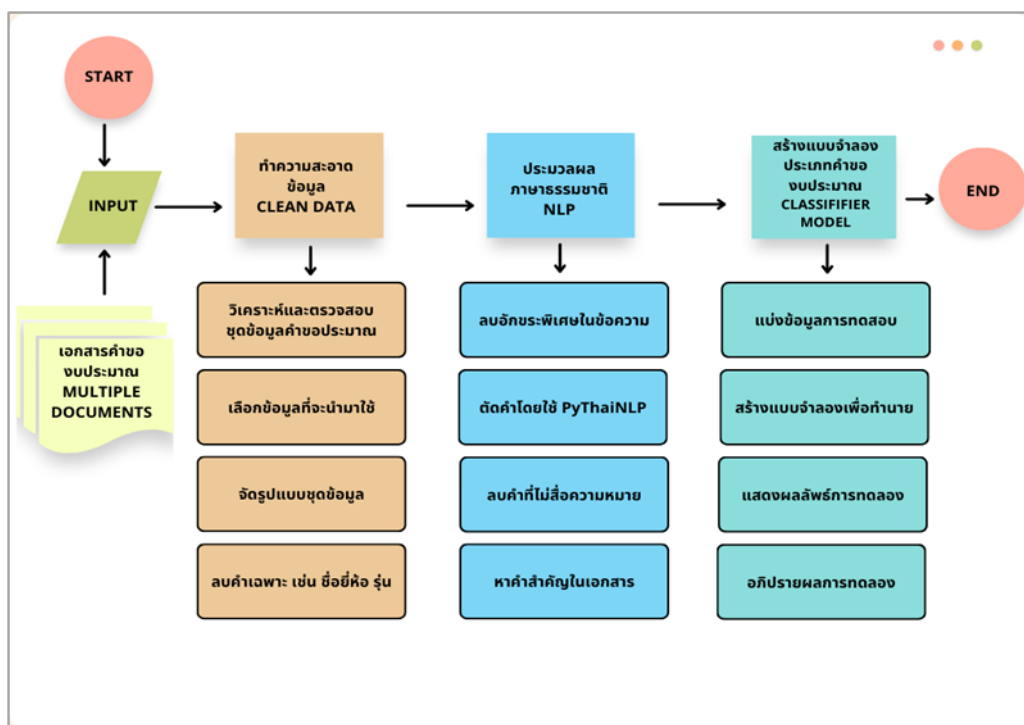 START
INPUT
เอกสารคำขอ
งบประมาณ
MULTIPLE
DOCUMENTS
ทำความสะอาด
ข้อมูล
CLEAN DATA
วิเคราะห์และตรวจสอบ
ชุดข้อมูลคำขอประมาณ
เลือกข้อมูลที่จะนำมาใช้
จัดรูปแบบชุดข้อมูล
ลบคำเฉพาะ เช่น ชื่อยี่ห้อ รุ่น
ประมวลผล
ภาษาธรรมชาติ
NLP
ลบอักขระพิเศษในข้อความ
ตัดคำโดยใช้ PyThaiNLP
ลบคำที่ไม่สื่อความหมาย
หาคำสำคัญในเอกสาร
สร้างแบบจำลอง
ประเภทคำขอ
งบประมาณ
CLASSIFIFIER
MODEL
แบ่งข้อมูลการทดสอบ
สร้างแบบจำลองเพื่อทำนาย
แสดงผลลัพธ์การทดลอง
อภิปรายผลการทดลอง
END